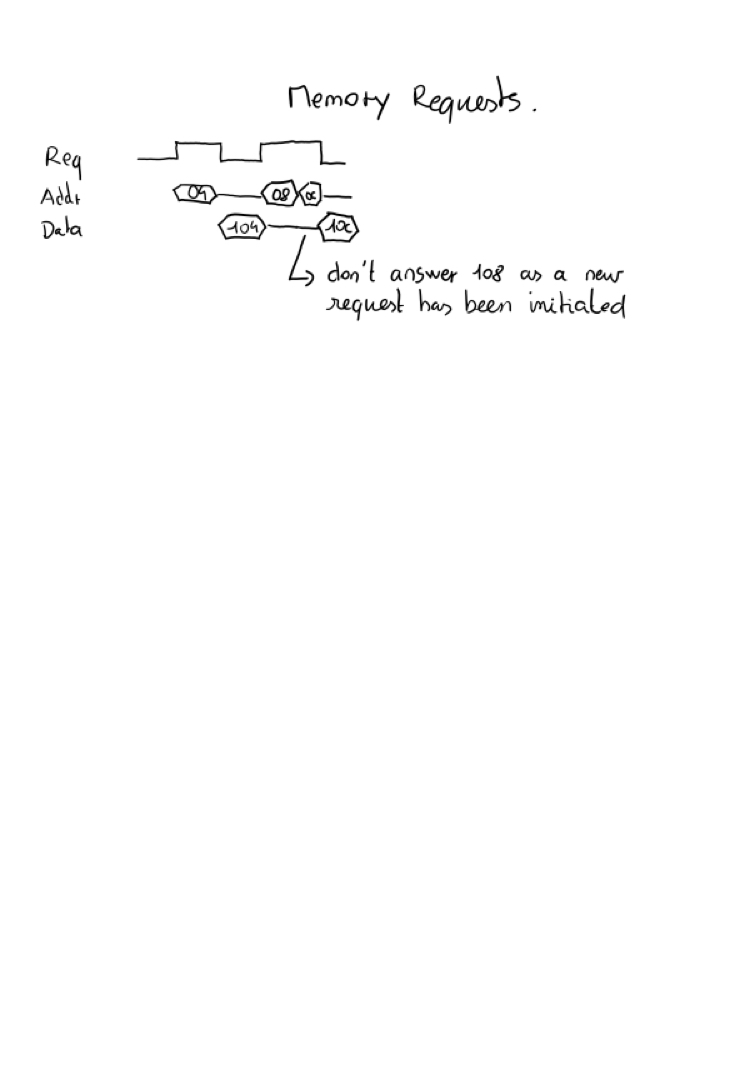 Memory Requests.
Req
Addr 04 08 0c
Data 104 10c
don't answer 108 as a new
request has been initiated